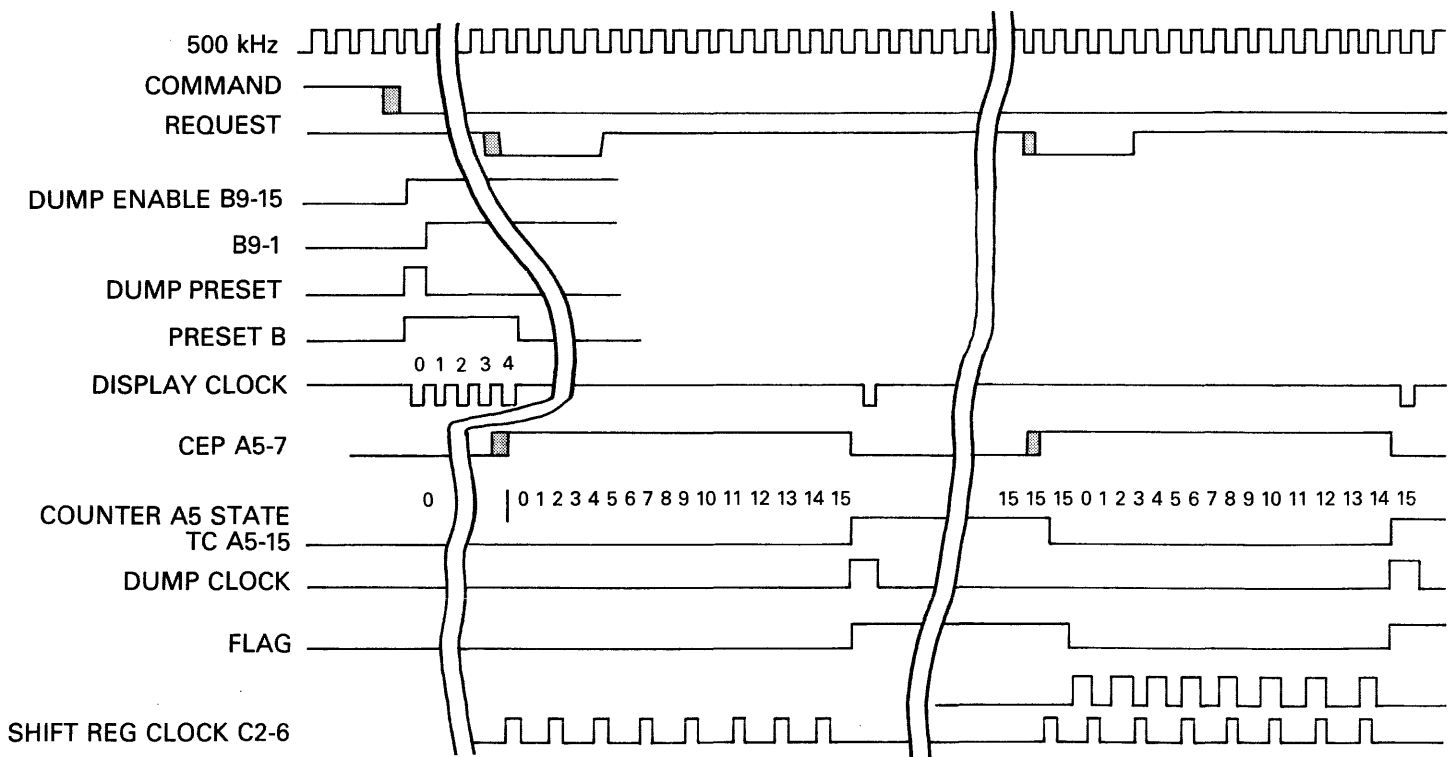 500 kHz
COMMAND
REQUEST
DUMP ENABLE B9-15
B9-1
DUMP PRESET
PRESET B
0 1 2 3 4
DISPLAY CLOCK
CEP A5-7
0 0 1 2 3 4 5 6 7 8 9 10 11 12 13 14 15 15 15 15 0 1 2 3 4 5 6 7 8 9 10 11 12 13 14 15
COUNTER A5 STATE
TC A5-15
DUMP CLOCK
FLAG
SHIFT REG CLOCK C2-6